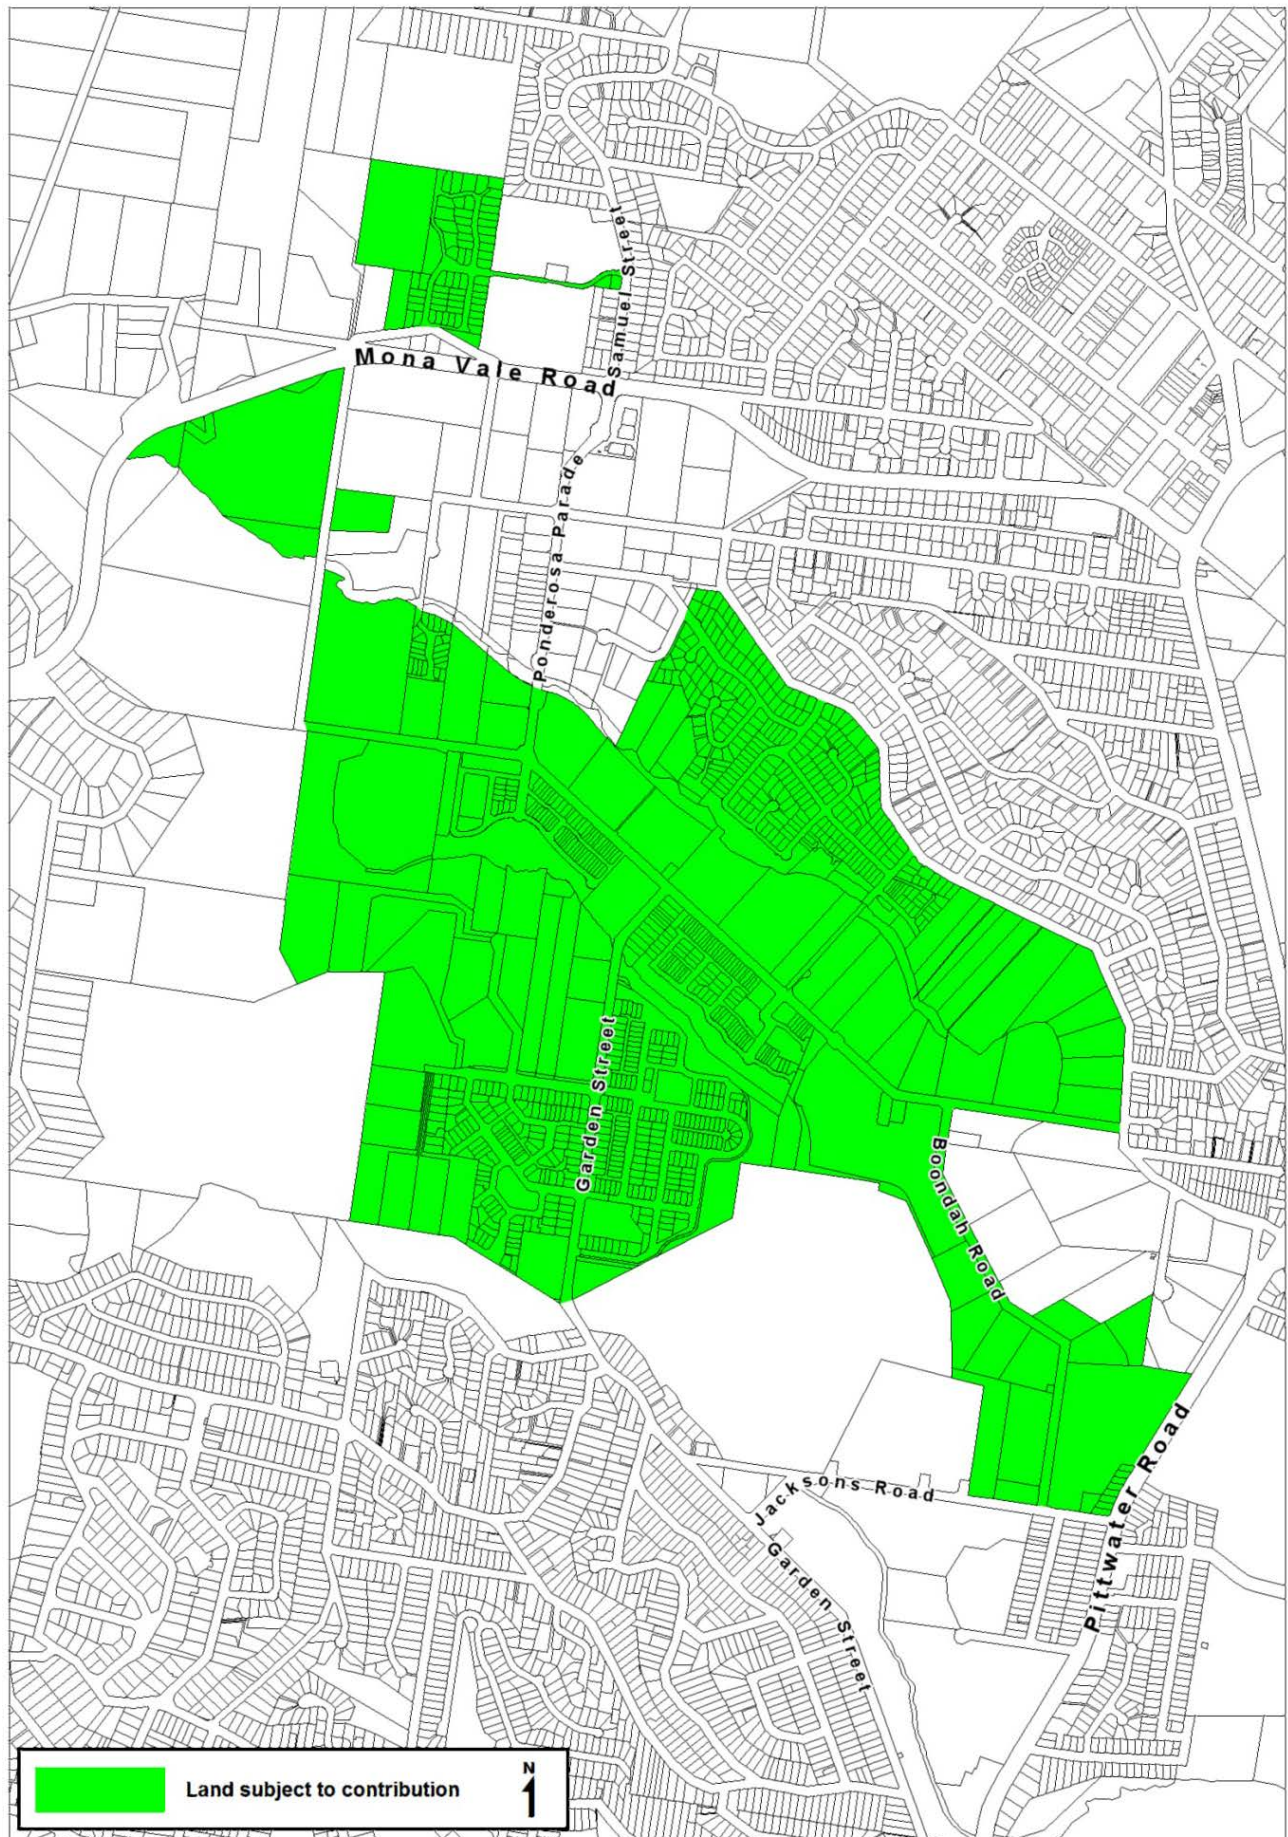 Samuel Street
Mona Vale Road
Ponderosa Parade
Garden Street
Boondah Road
Pittwater Road
Jacksons Road
Garden Street
N
Land subject to contribution